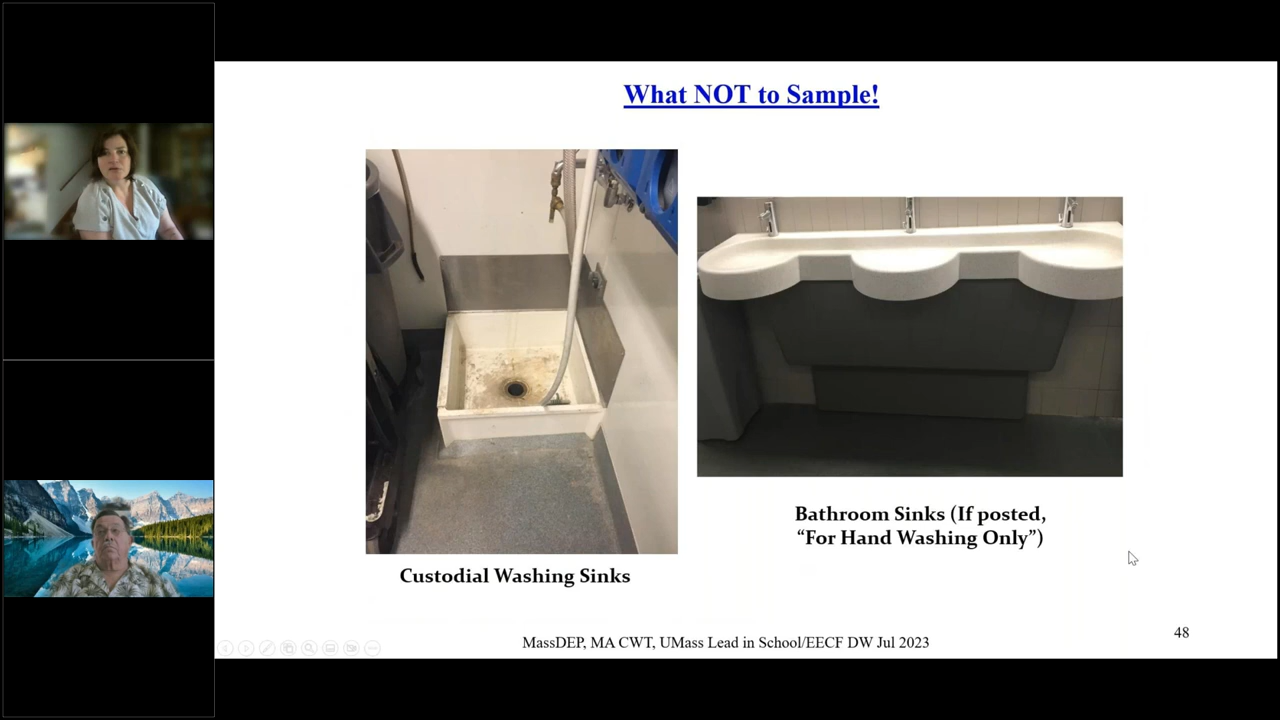 What NOT to Sample!
Custodial Washing Sinks
Bathroom Sinks (If posted,
“For Hand Washing Only”)
MassDEP, MA CWT, UMass Lead in School/EECF DW Jul 2023
48